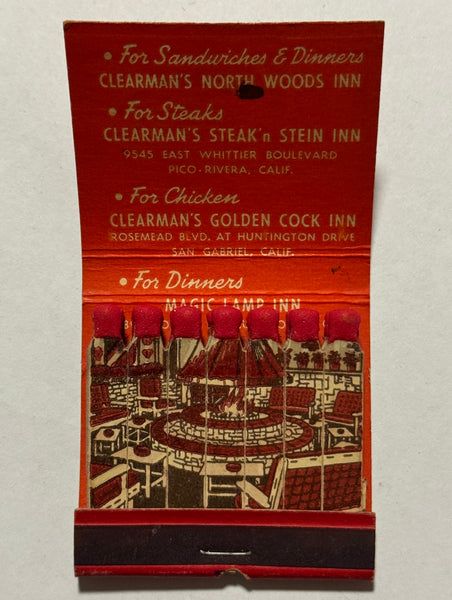 • For Sandwiches & Dinners
CLEARMAN'S NORTH WOODS INN
• For Steaks
CLEARMAN'S STEAK'n STEIN INN
9545 EAST WHITTIER BOULEVARD
PICO-RIVERA, CALIF.
• For Chicken
CLEARMAN'S GOLDEN COCK INN
ROSEMEAD BLVD. AT HUNTINGTON DRIVE
SAN GABRIEL, CALIF.
• For Dinners
MAGIC LAMP INN